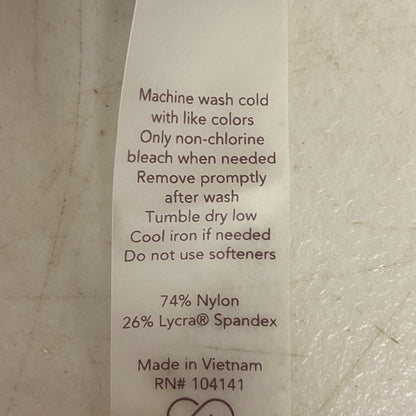 Machine wash cold
with like colors
Only non-chlorine
bleach when needed
Remove promptly
after wash
Tumble dry low
Cool iron if needed
Do not use softeners
74% Nylon
26% Lycra® Spandex
Made in Vietnam
RN# 104141